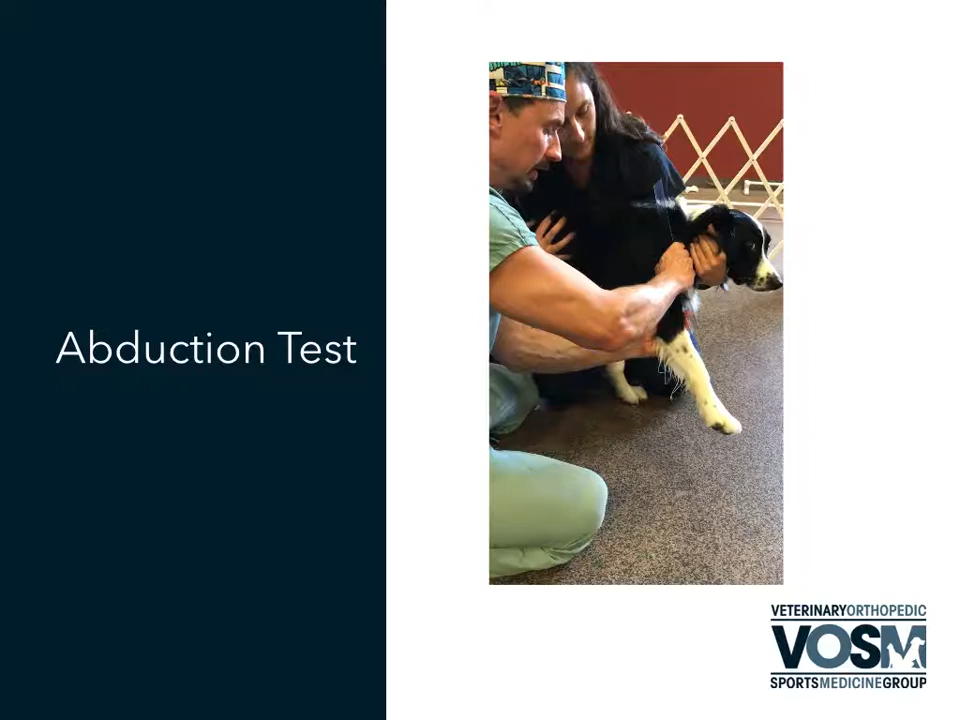 Abduction Test
VETERINARYORTHOPEDIC
VOSM
SPORTSMEDICINEGROUP